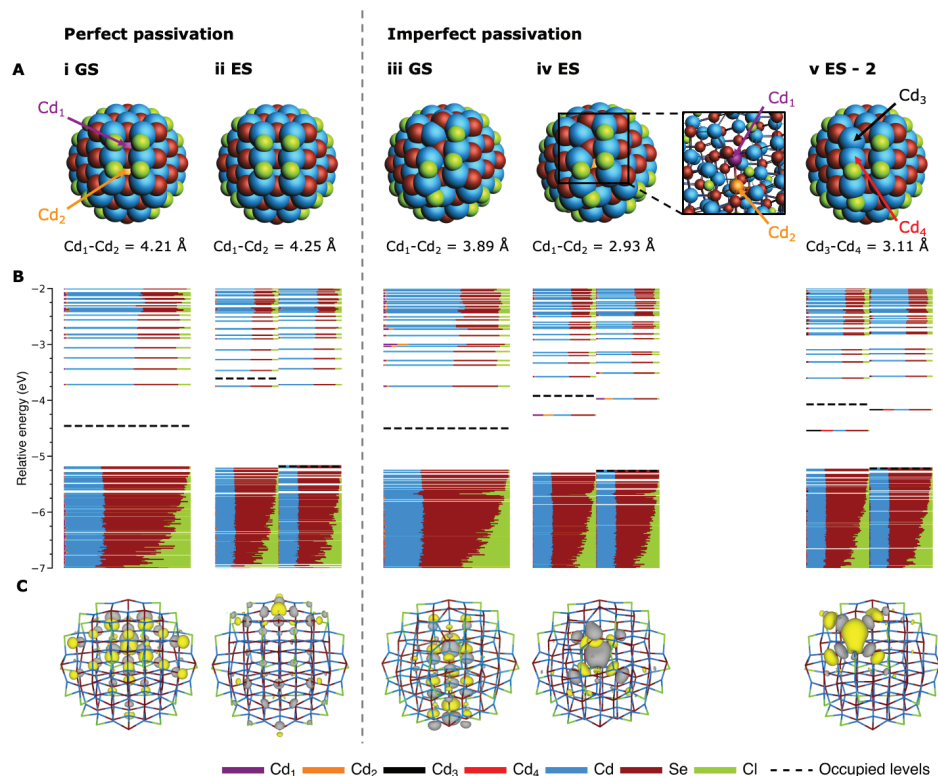 Perfect passivation
Imperfect passivation
A
i GS
ii ES
iii GS
iv ES
v ES - 2
Cd₁
Cd₂
Cd₁
Cd₂
Cd₃
Cd₄
Cd₁-Cd₂ = 4.21 Å
Cd₁-Cd₂ = 4.25 Å
Cd₁-Cd₂ = 3.89 Å
Cd₁-Cd₂ = 2.93 Å
Cd₃-Cd₄ = 3.11 Å
B
Relative energy (eV)
−2
−3
−4
−5
−6
−7
C
Cd₁ Cd₂ Cd₃ Cd₄ Cd Se Cl Occupied levels